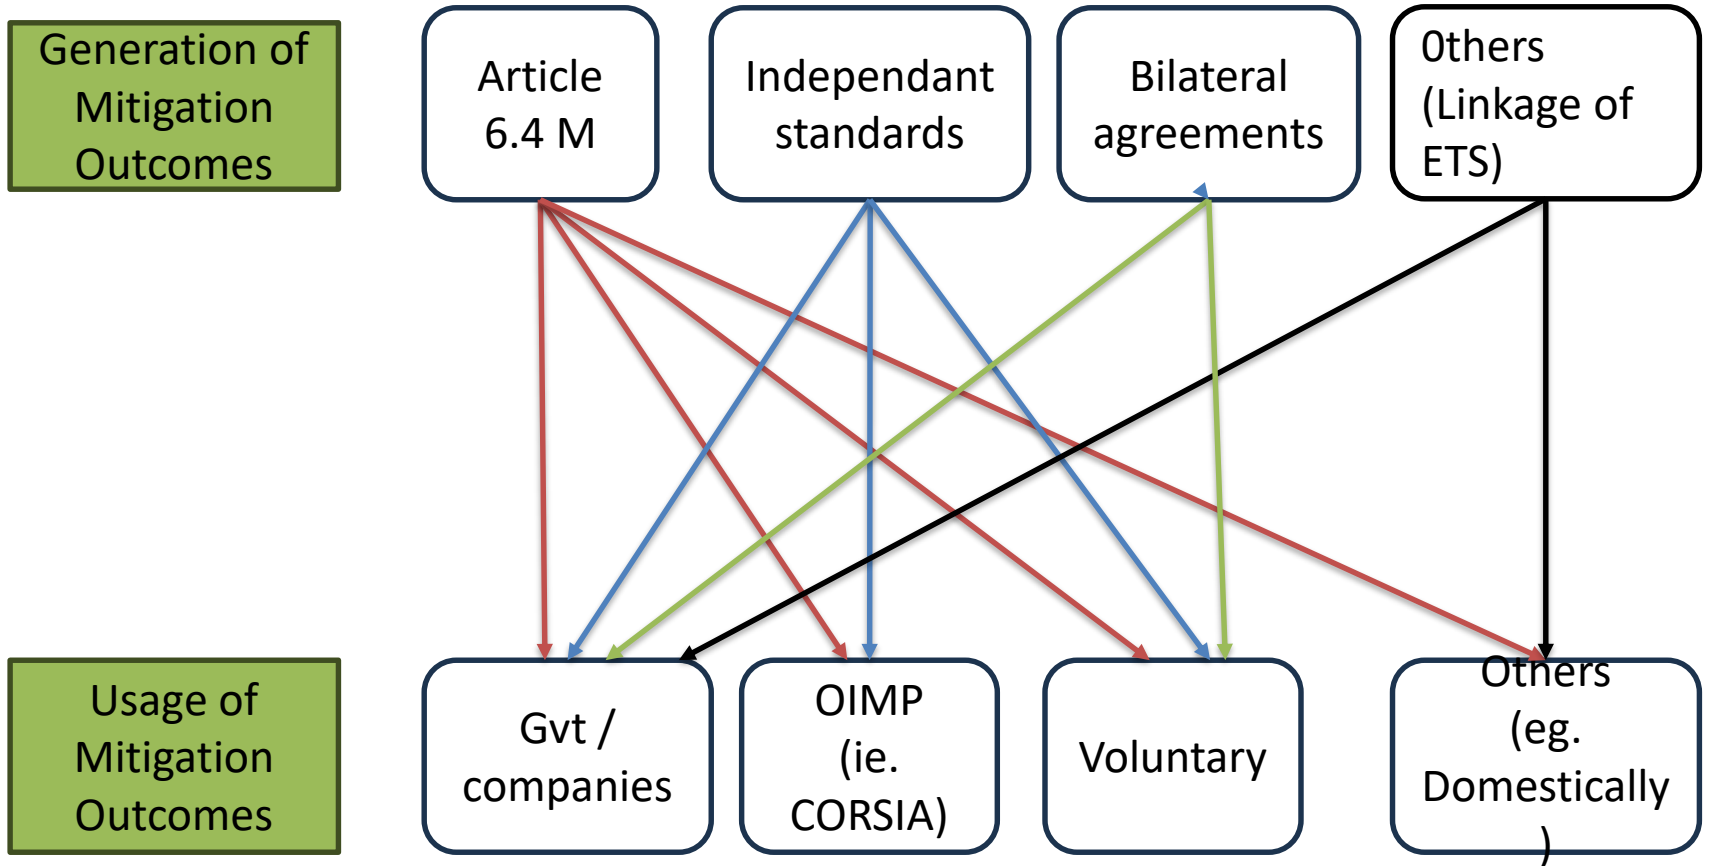 Generation of
Mitigation
Outcomes
Article
6.4 M
Independant
standards
Bilateral
agreements
0thers
(Linkage of
ETS)
Usage of
Mitigation
Outcomes
Gvt /
companies
OIMP
(ie.
CORSIA)
Voluntary
Others
(eg.
Domestically
)